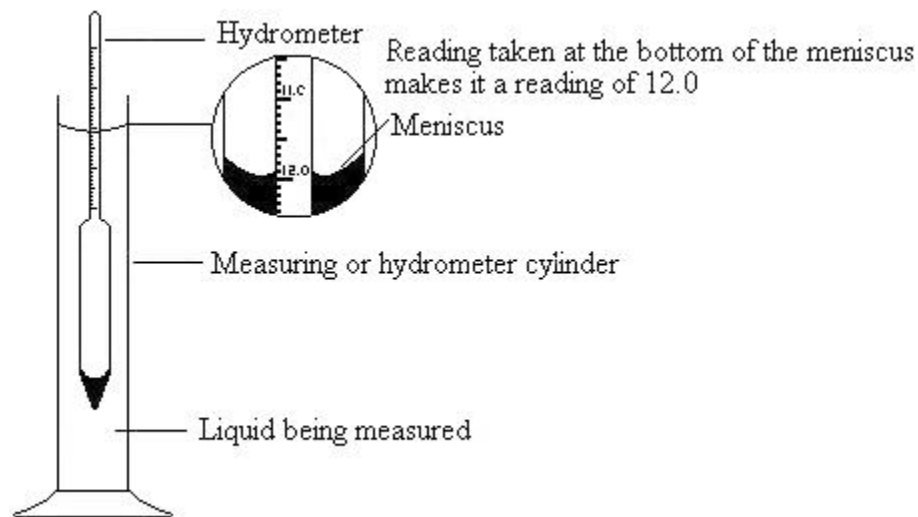 Hydrometer
Reading taken at the bottom of the meniscus
makes it a reading of 12.0
11.0
Meniscus
12.0
Measuring or hydrometer cylinder
Liquid being measured